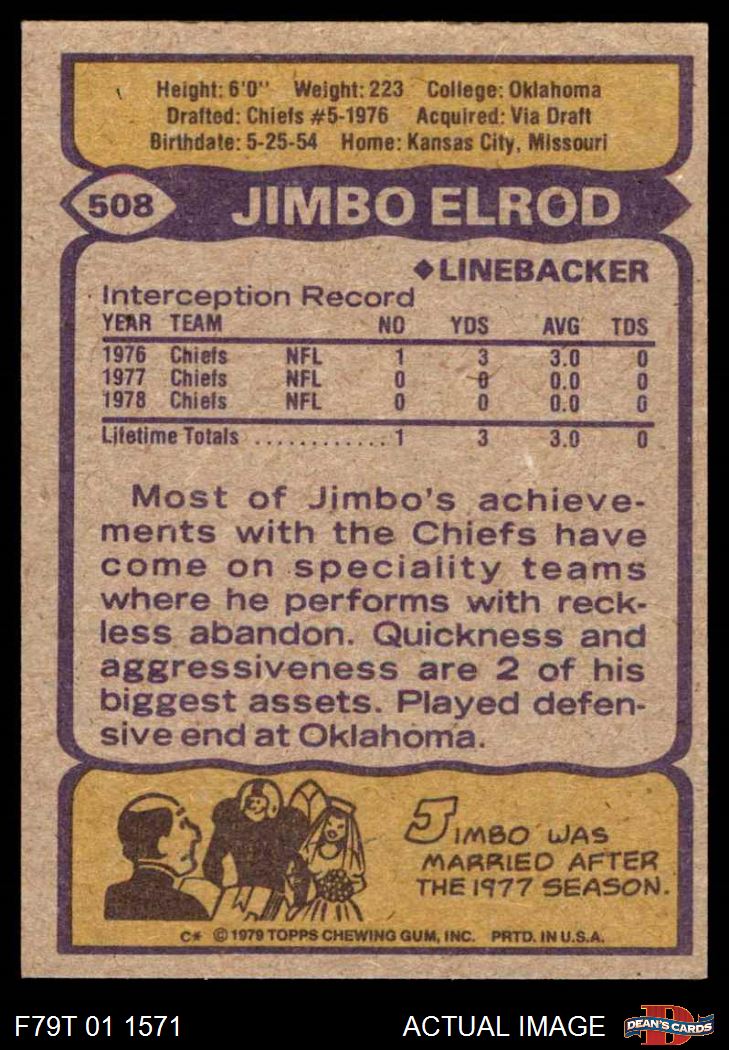 Height: 6'0" Weight: 223 College: Oklahoma
Drafted: Chiefs #5-1976 Acquired: Via Draft
Birthdate: 5-25-54 Home: Kansas City, Missouri
508 JIMBO ELROD
◆LINEBACKER
Interception Record
YEAR TEAM NO YDS AVG TDS
1976 Chiefs NFL 1 3 3.0 0
1977 Chiefs NFL 0 0 0.0 0
1978 Chiefs NFL 0 0 0.0 0
Lifetime Totals ............ 1 3 3.0 0
Most of Jimbo's achieve-
ments with the Chiefs have
come on speciality teams
where he performs with reck-
less abandon. Quickness and
aggressiveness are 2 of his
biggest assets. Played defen-
sive end at Oklahoma.
JIMBO WAS
MARRIED AFTER
THE 1977 SEASON.
C* © 1979 TOPPS CHEWING GUM, INC. PRTD. IN U.S.A.
F79T 01 1571 ACTUAL IMAGE D DEAN'S CARDS